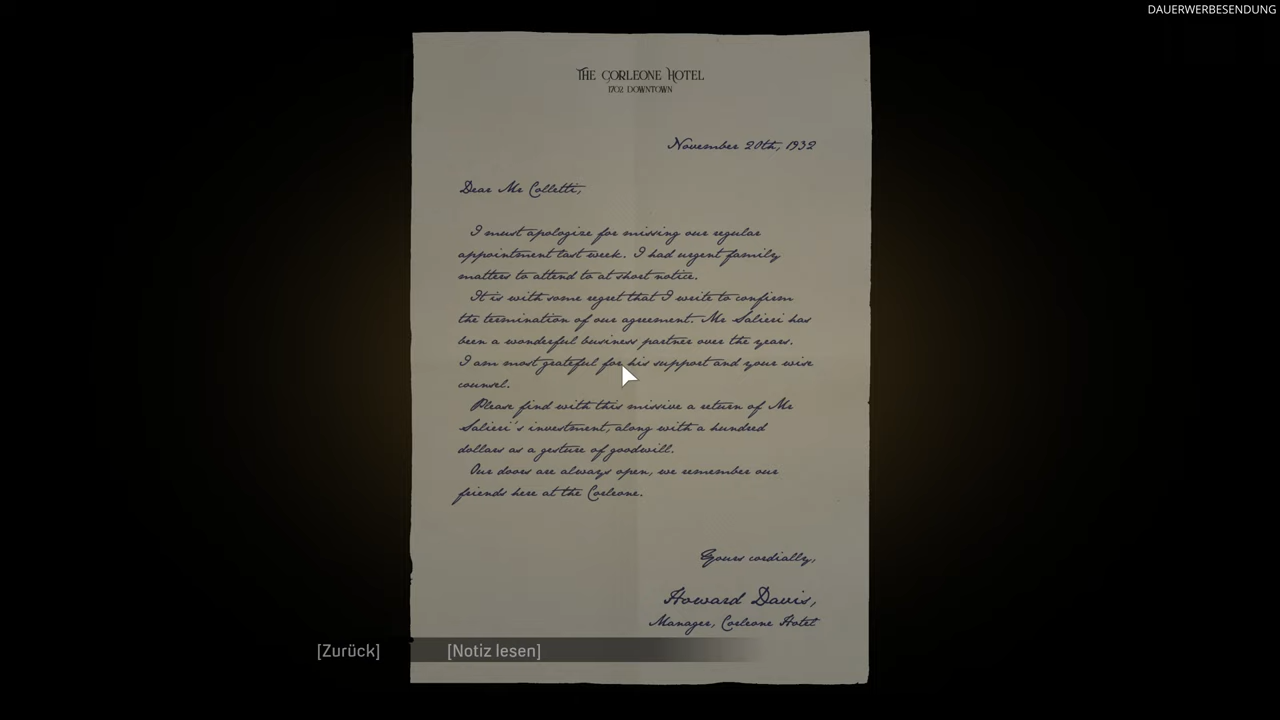 DAUERWERBESENDUNG
THE CORLEONE HOTEL
1702 DOWNTOWN
November 20th, 1932
Dear Mr Colletti,
I must apologize for missing our regular
appointment last week. I had urgent family
matters to attend to at short notice.
It is with some regret that I write to confirm
the termination of our agreement. Mr Salieri has
been a wonderful business partner over the years.
I am most grateful for his support and your wise
counsel.
Please find with this missive a return of Mr
Salieri's investment, along with a hundred
dollars as a gesture of goodwill.
Our doors are always open, we remember our
friends here at the Corleone.
Yours cordially,
Howard Davis,
Manager, Corleone Hotel
[Zurück] [Notiz lesen]